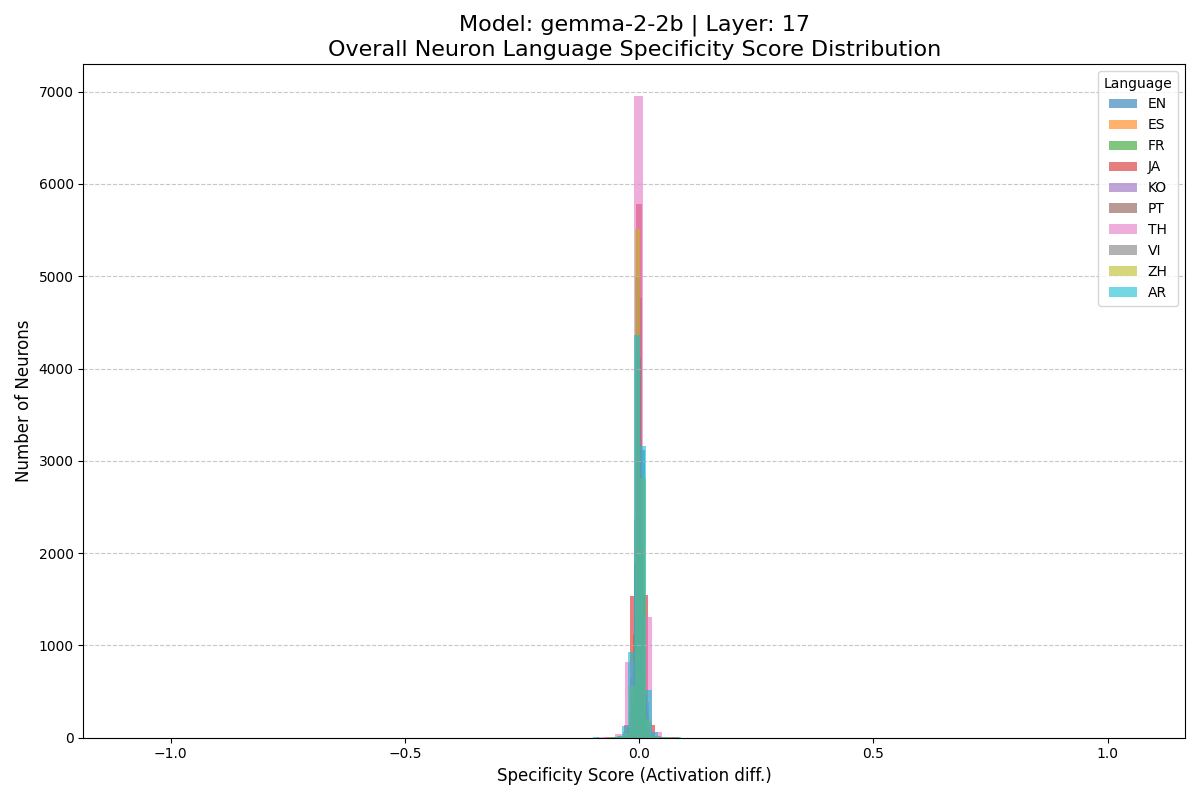 Model: gemma-2-2b | Layer: 17
Overall Neuron Language Specificity Score Distribution
Number of Neurons
7000
6000
5000
4000
3000
2000
1000
0
−1.0
−0.5
0.0
0.5
1.0
Specificity Score (Activation diff.)
Language
EN
ES
FR
JA
KO
PT
TH
VI
ZH
AR